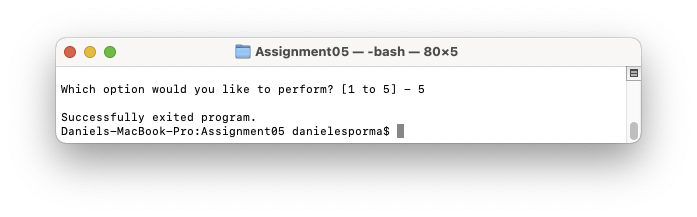 Assignment05 — -bash — 80×5
Which option would you like to perform? [1 to 5] - 5
Successfully exited program.
Daniels-MacBook-Pro:Assignment05 danielesporma$